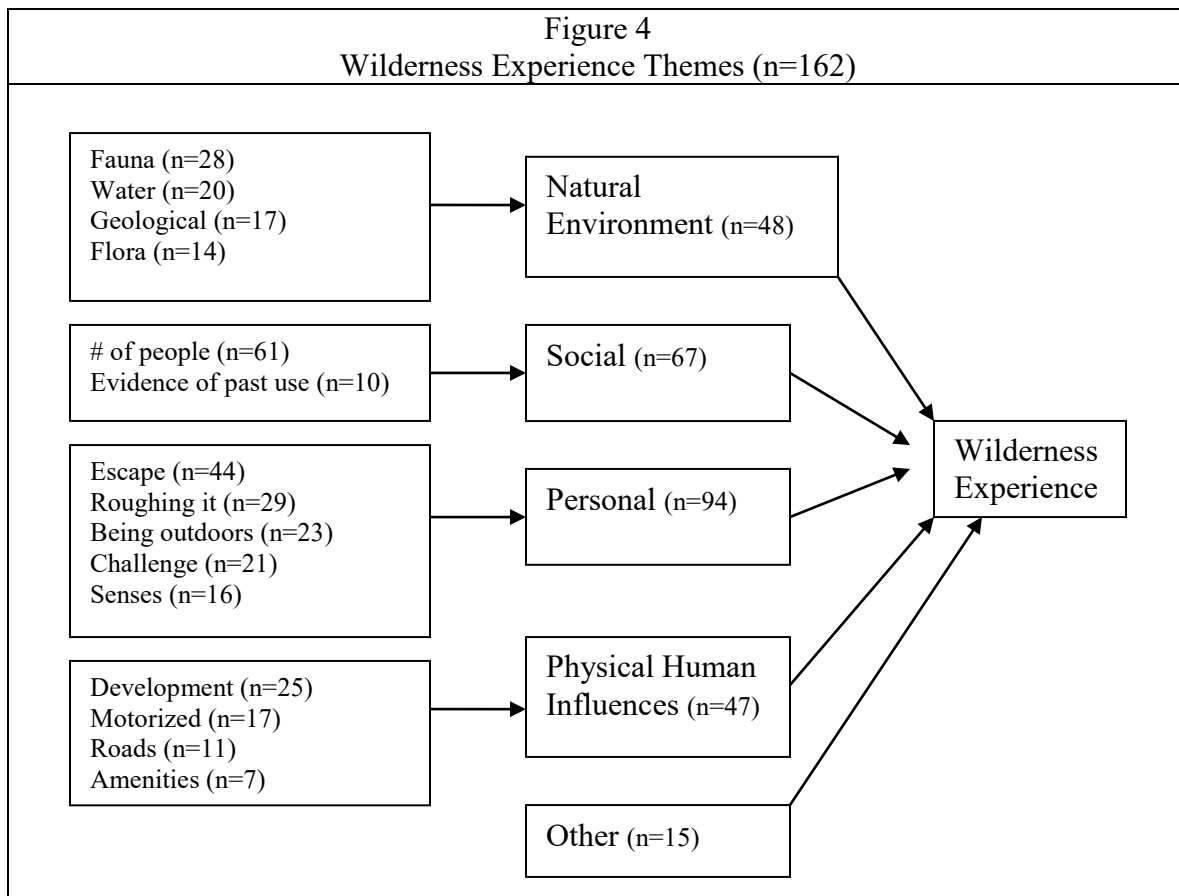 Figure 4
Wilderness Experience Themes (n=162)
Fauna (n=28)
Water (n=20)
Geological (n=17)
Flora (n=14)
Natural
Environment (n=48)
# of people (n=61)
Evidence of past use (n=10)
Social (n=67)
Escape (n=44)
Roughing it (n=29)
Being outdoors (n=23)
Challenge (n=21)
Senses (n=16)
Personal (n=94)
Development (n=25)
Motorized (n=17)
Roads (n=11)
Amenities (n=7)
Physical Human
Influences (n=47)
Other (n=15)
Wilderness
Experience